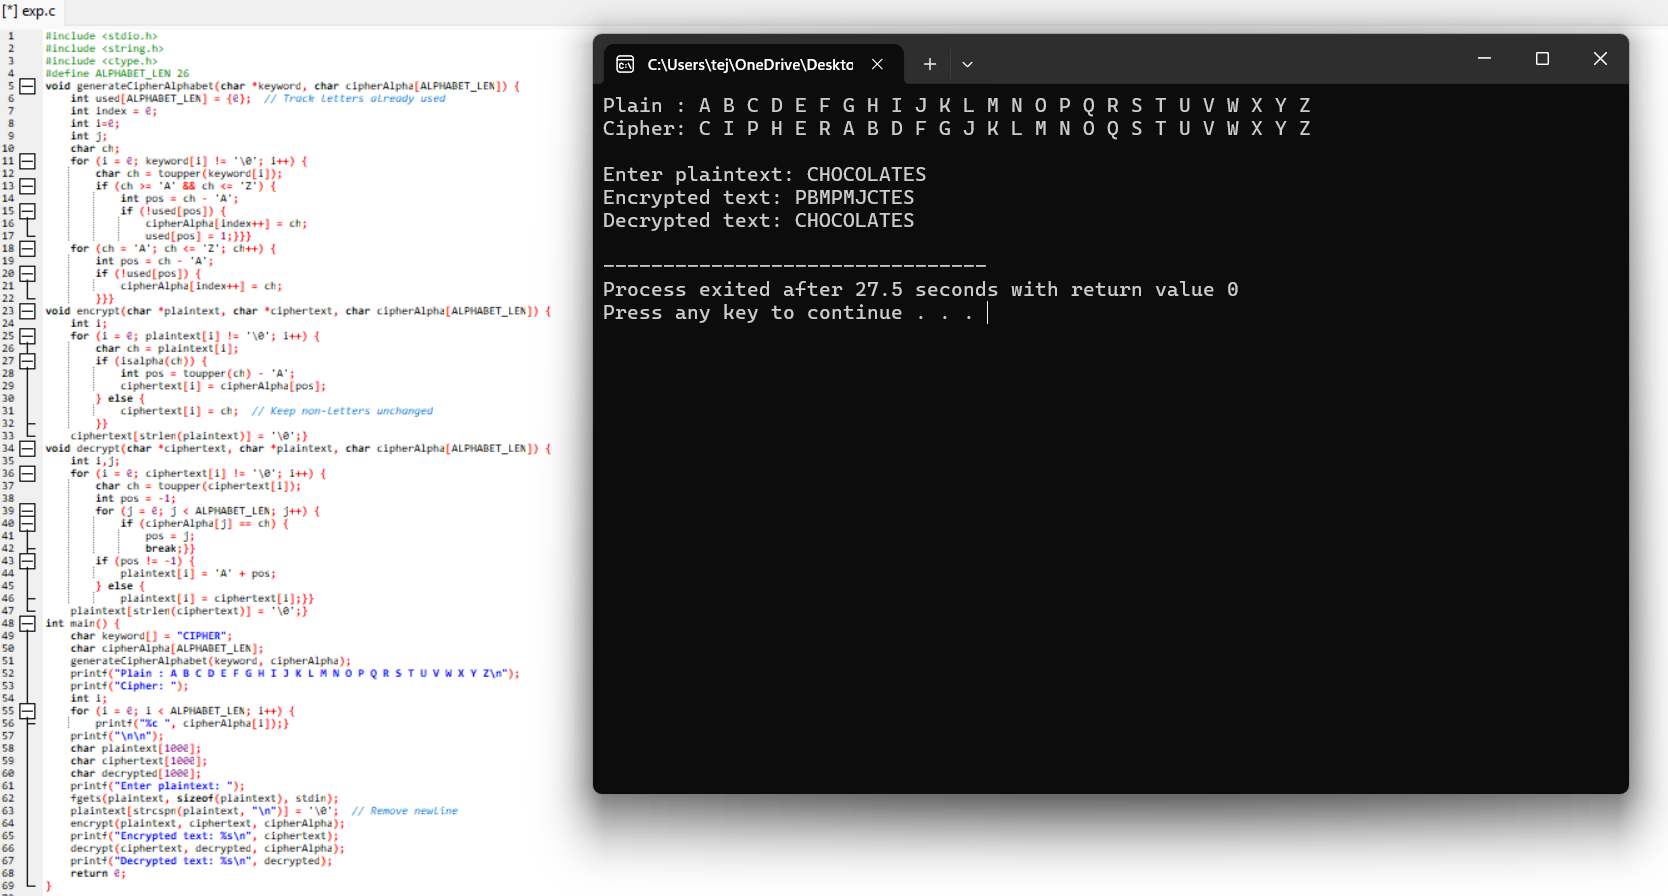 [*] exp.c
1 #include <stdio.h>
2 #include <string.h>
3 #include <ctype.h>
4 #define ALPHABET_LEN 26
5 void generateCipherAlphabet(char *keyword, char cipherAlpha[ALPHABET_LEN]) {
6 int used[ALPHABET_LEN] = {0}; // Track letters already used
7 int index = 0;
8 int i=0;
9 int j;
10 char ch;
11 for (i = 0; keyword[i] != '\0'; i++) {
12 char ch = toupper(keyword[i]);
13 if (ch >= 'A' && ch <= 'Z') {
14 int pos = ch - 'A';
15 if (!used[pos]) {
16 cipherAlpha[index++] = ch;
17 used[pos] = 1;}}}
18 for (ch = 'A'; ch <= 'Z'; ch++) {
19 int pos = ch - 'A';
20 if (!used[pos]) {
21 cipherAlpha[index++] = ch;
22 }}}
23 void encrypt(char *plaintext, char *ciphertext, char cipherAlpha[ALPHABET_LEN]) {
24 int i;
25 for (i = 0; plaintext[i] != '\0'; i++) {
26 char ch = plaintext[i];
27 if (isalpha(ch)) {
28 int pos = toupper(ch) - 'A';
29 ciphertext[i] = cipherAlpha[pos];
30 } else {
31 ciphertext[i] = ch; // Keep non-letters unchanged
32 }}
33 ciphertext[strlen(plaintext)] = '\0';}
34 void decrypt(char *ciphertext, char *plaintext, char cipherAlpha[ALPHABET_LEN]) {
35 int i,j;
36 for (i = 0; ciphertext[i] != '\0'; i++) {
37 char ch = toupper(ciphertext[i]);
38 int pos = -1;
39 for (j = 0; j < ALPHABET_LEN; j++) {
40 if (cipherAlpha[j] == ch) {
41 pos = j;
42 break;}}
43 if (pos != -1) {
44 plaintext[i] = 'A' + pos;
45 } else {
46 plaintext[i] = ciphertext[i];}}
47 plaintext[strlen(ciphertext)] = '\0';}
48 int main() {
49 char keyword[] = "CIPHER";
50 char cipherAlpha[ALPHABET_LEN];
51 generateCipherAlphabet(keyword, cipherAlpha);
52 printf("Plain : A B C D E F G H I J K L M N O P Q R S T U V W X Y Z\n");
53 printf("Cipher: ");
54 int i;
55 for (i = 0; i < ALPHABET_LEN; i++) {
56 printf("%c ", cipherAlpha[i]);}
57 printf("\n\n");
58 char plaintext[1000];
59 char ciphertext[1000];
60 char decrypted[1000];
61 printf("Enter plaintext: ");
62 fgets(plaintext, sizeof(plaintext), stdin);
63 plaintext[strcspn(plaintext, "\n")] = '\0'; // Remove newline
64 encrypt(plaintext, ciphertext, cipherAlpha);
65 printf("Encrypted text: %s\n", ciphertext);
66 decrypt(ciphertext, decrypted, cipherAlpha);
67 printf("Decrypted text: %s\n", decrypted);
68 return 0;
69 }
C:\Users\tej\OneDrive\Deskto
Plain : A B C D E F G H I J K L M N O P Q R S T U V W X Y Z
Cipher: C I P H E R A B D F G J K L M N O Q S T U V W X Y Z
Enter plaintext: CHOCOLATES
Encrypted text: PBMPMJCTES
Decrypted text: CHOCOLATES
--------------------------------
Process exited after 27.5 seconds with return value 0
Press any key to continue . . .